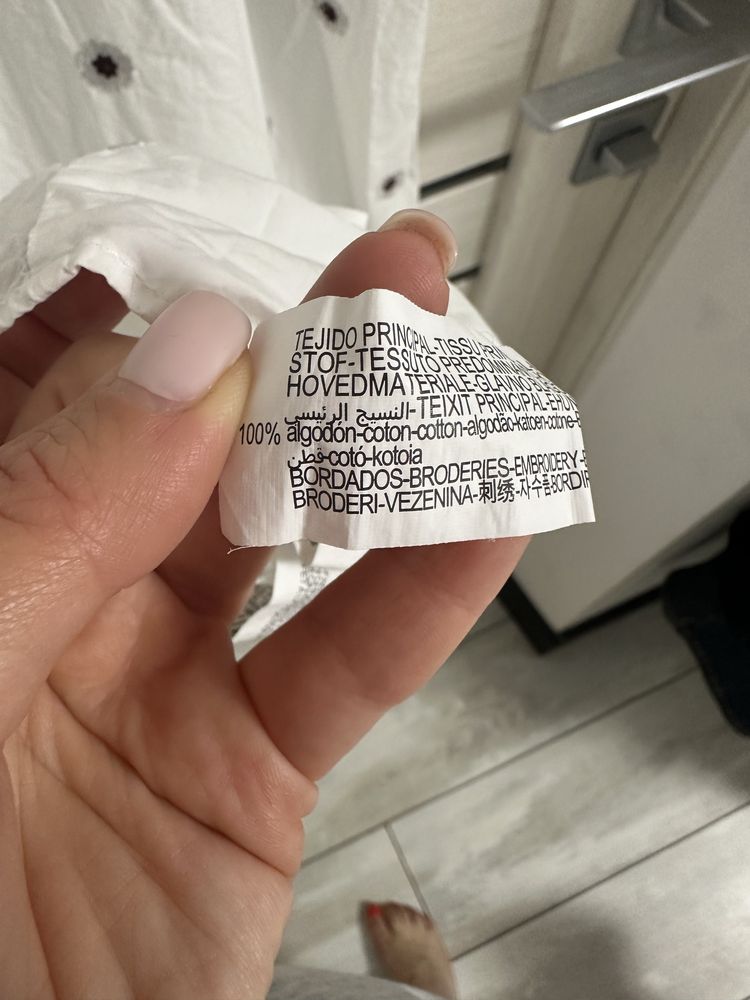 TEJIDO PRINCIPAL-TISSU
STOF-TESSUTO
HOVEDMATERIALE-GLAVNO
النسيج الرئيسي-TEIXIT PRINCIPAL
100% algodón-coton-cotton-algodão-katoen-cotone
قطن-cotó-kotoia
BORDADOS-BRODERIES-EMBROIDERY
BRODERI-VEZENINA-刺绣-자수